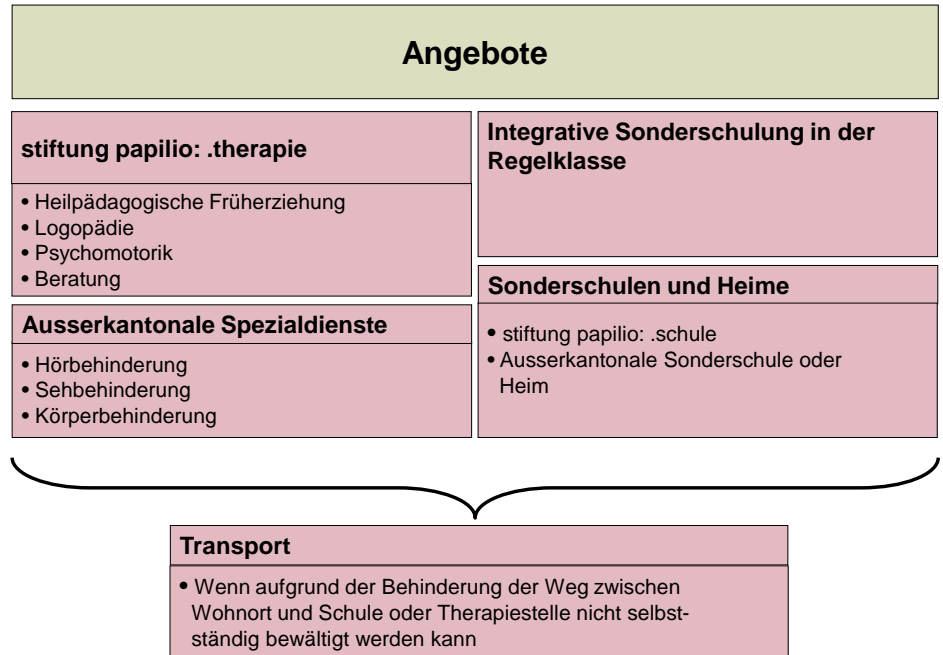 Angebote
stiftung papilio: .therapie
• Heilpädagogische Früherziehung
• Logopädie
• Psychomotorik
• Beratung
Ausserkantonale Spezialdienste
• Hörbehinderung
• Sehbehinderung
• Körperbehinderung
Integrative Sonderschulung in der
Regelklasse
Sonderschulen und Heime
• stiftung papilio: .schule
• Ausserkantonale Sonderschule oder
Heim
Transport
• Wenn aufgrund der Behinderung der Weg zwischen
Wohnort und Schule oder Therapiestelle nicht selbst-
ständig bewältigt werden kann